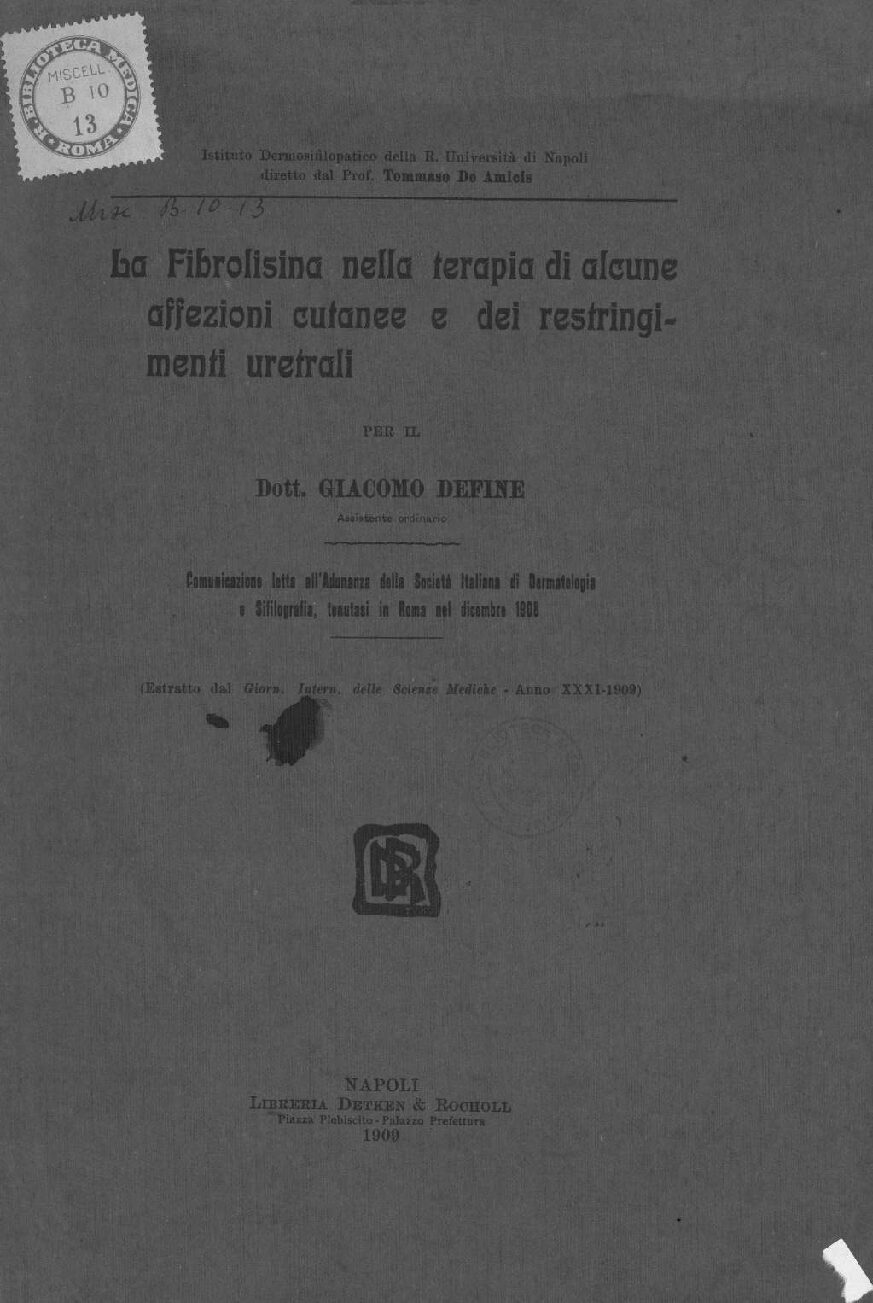 BIBLIOTECA MEDICA
MISCELL.
B 10
13
R. ROMA
Istituto Dermosifilopatico della R. Università di Napoli
diretto dal Prof. Tommaso De Amicis
Misc B-10-13
La Fibrolisina nella terapia di alcune
affezioni cutanee e dei restringi-
menti uretrali
PER IL
Dott. GIACOMO DEFINE
Assistente ordinario
Comunicazione letta all'Adunanza della Società Italiana di Dermatologia
e Sifilografia, tenutasi in Roma nel dicembre 1908
(Estratto dal Giorn. Intern. delle Scienze Mediche - Anno XXXI-1909)
DR
NAPOLI
LIBRERIA DETKEN & ROCHOLL
Piazza Plebiscito-Palazzo Prefettura
1909